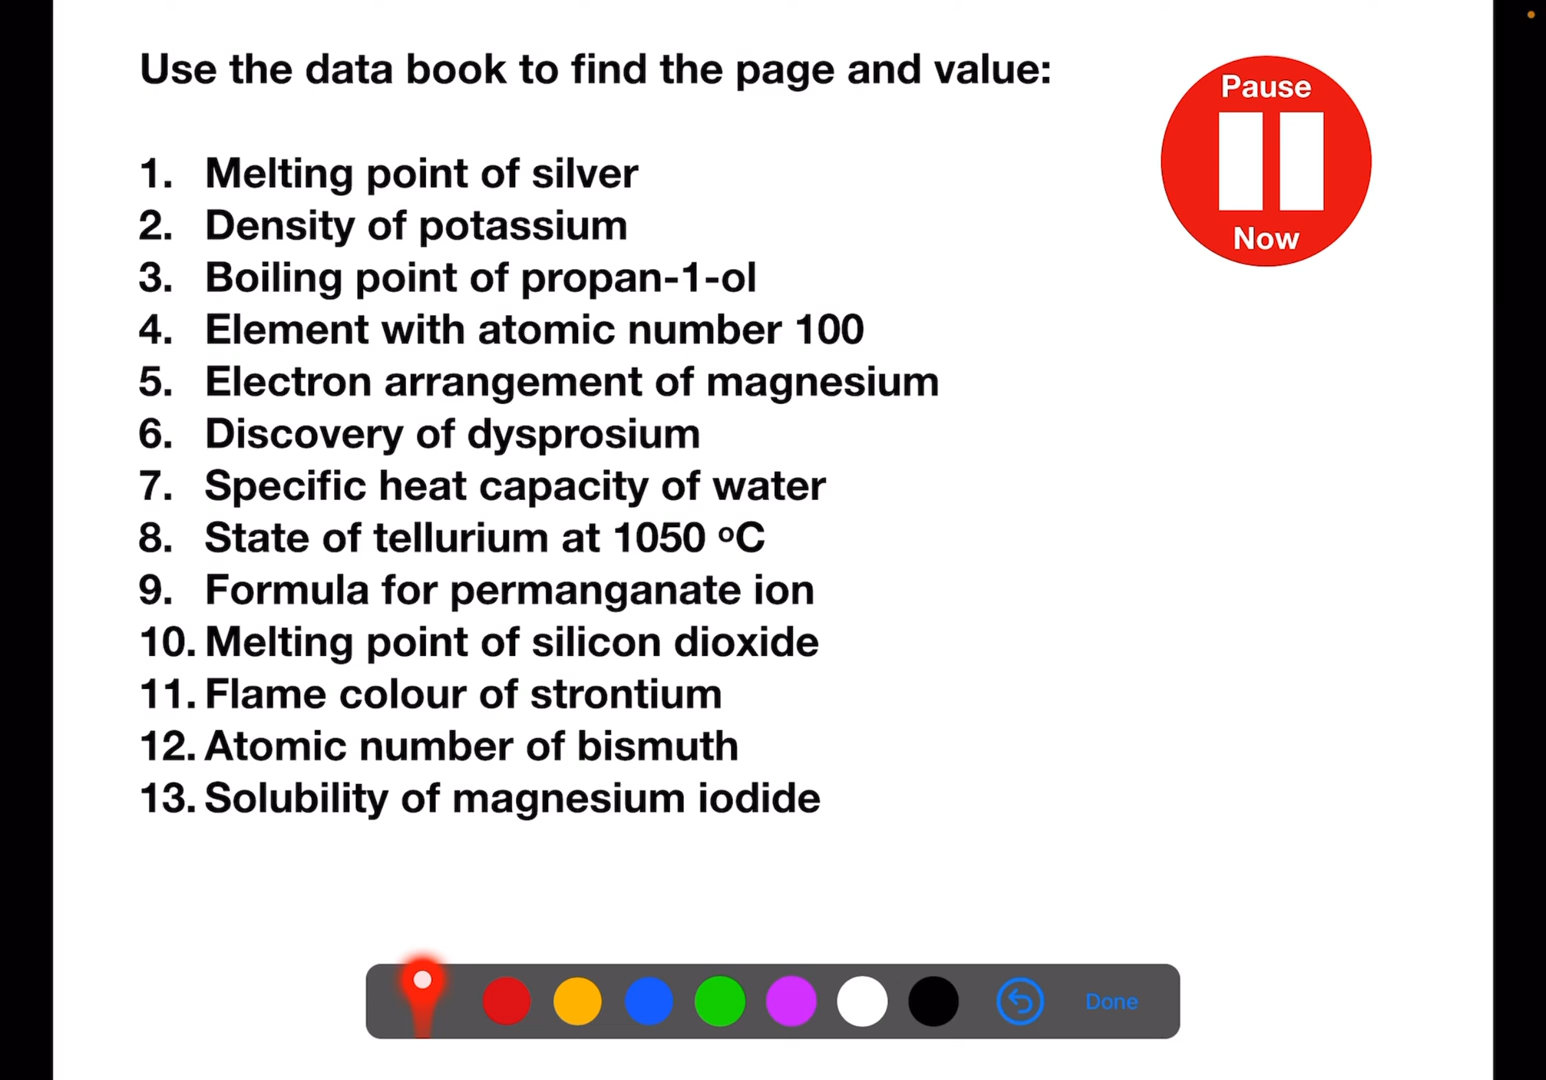 Use the data book to find the page and value:
Pause
Now
1. Melting point of silver
2. Density of potassium
3. Boiling point of propan-1-ol
4. Element with atomic number 100
5. Electron arrangement of magnesium
6. Discovery of dysprosium
7. Specific heat capacity of water
8. State of tellurium at 1050 ºC
9. Formula for permanganate ion
10. Melting point of silicon dioxide
11. Flame colour of strontium
12. Atomic number of bismuth
13. Solubility of magnesium iodide
Done